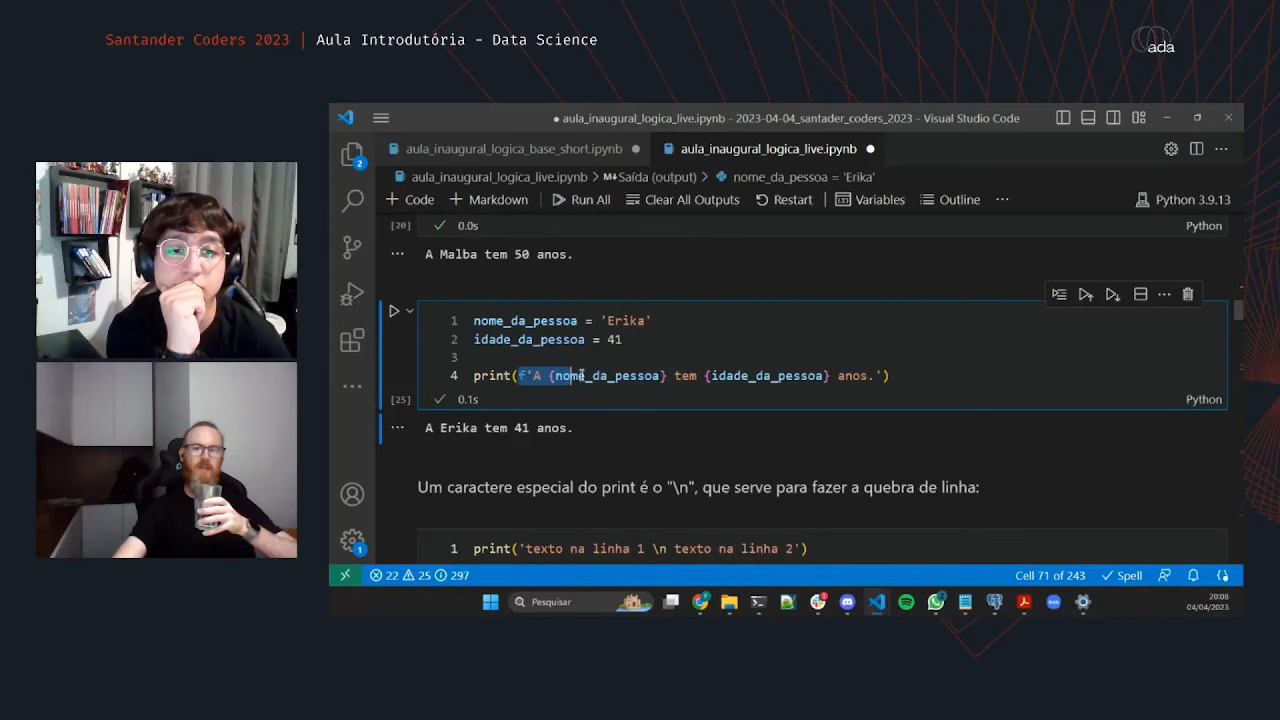 Santander Coders 2023 | Aula Introdutória - Data Science
ada
● aula_inaugural_logica_live.ipynb - 2023-04-04_santader_coders_2023 - Visual Studio Code
aula_inaugural_logica_base_short.ipynb ●
aula_inaugural_logica_live.ipynb ●
aula_inaugural_logica_live.ipynb > M↓Saída (output) > nome_da_pessoa = 'Erika'
+ Code + Markdown Run All Clear All Outputs Restart Variables Outline ... Python 3.9.13
[20] ✓ 0.0s Python
... A Malba tem 50 anos.
1 nome_da_pessoa = 'Erika'
2 idade_da_pessoa = 41
3
4 print(f'A {nome_da_pessoa} tem {idade_da_pessoa} anos.')
[25] ✓ 0.1s Python
... A Erika tem 41 anos.
Um caractere especial do print é o "\n", que serve para fazer a quebra de linha:
1 print('texto na linha 1 \n texto na linha 2')
2
1
22 25 297 Cell 71 of 243 ✓ Spell
Pesquisar
20:08
04/04/2023